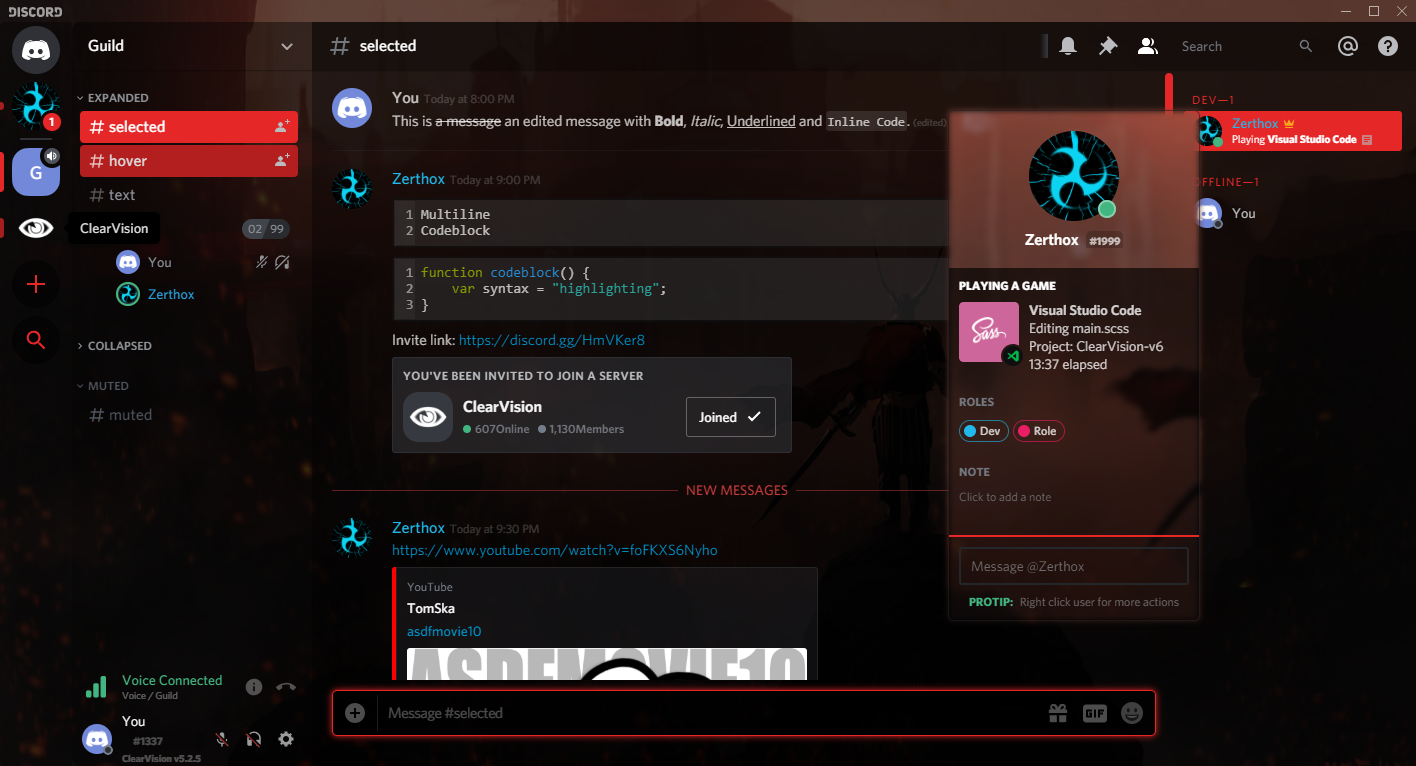 DISCORD
Guild
EXPANDED
# selected
# hover
# text
1
G
ClearVision
02 99
You
Zerthox
COLLAPSED
MUTED
# muted
Voice Connected
Voice / Guild
You
#1337
ClearVision v5.2.5
# selected
Search
You Today at 8:00 PM
This is a message an edited message with Bold, Italic, Underlined and Inline Code. (edited)
Zerthox Today at 9:00 PM
1 Multiline
2 Codeblock
1 function codeblock() {
2 var syntax = "highlighting";
3 }
Invite link: https://discord.gg/HmVKer8
YOU'VE BEEN INVITED TO JOIN A SERVER
ClearVision
607Online 1,130Members
Joined
NEW MESSAGES
Zerthox Today at 9:30 PM
https://www.youtube.com/watch?v=foFKXS6Nyho
YouTube
TomSka
asdfmovie10
ASDFMOVIE10
Message #selected
GIF
Zerthox #1999
PLAYING A GAME
Sass
Visual Studio Code
Editing main.scss
Project: ClearVision-v6
13:37 elapsed
ROLES
Dev Role
NOTE
Click to add a note
Message @Zerthox
PROTIP: Right click user for more actions
DEV—1
Zerthox
Playing Visual Studio Code
OFFLINE—1
You